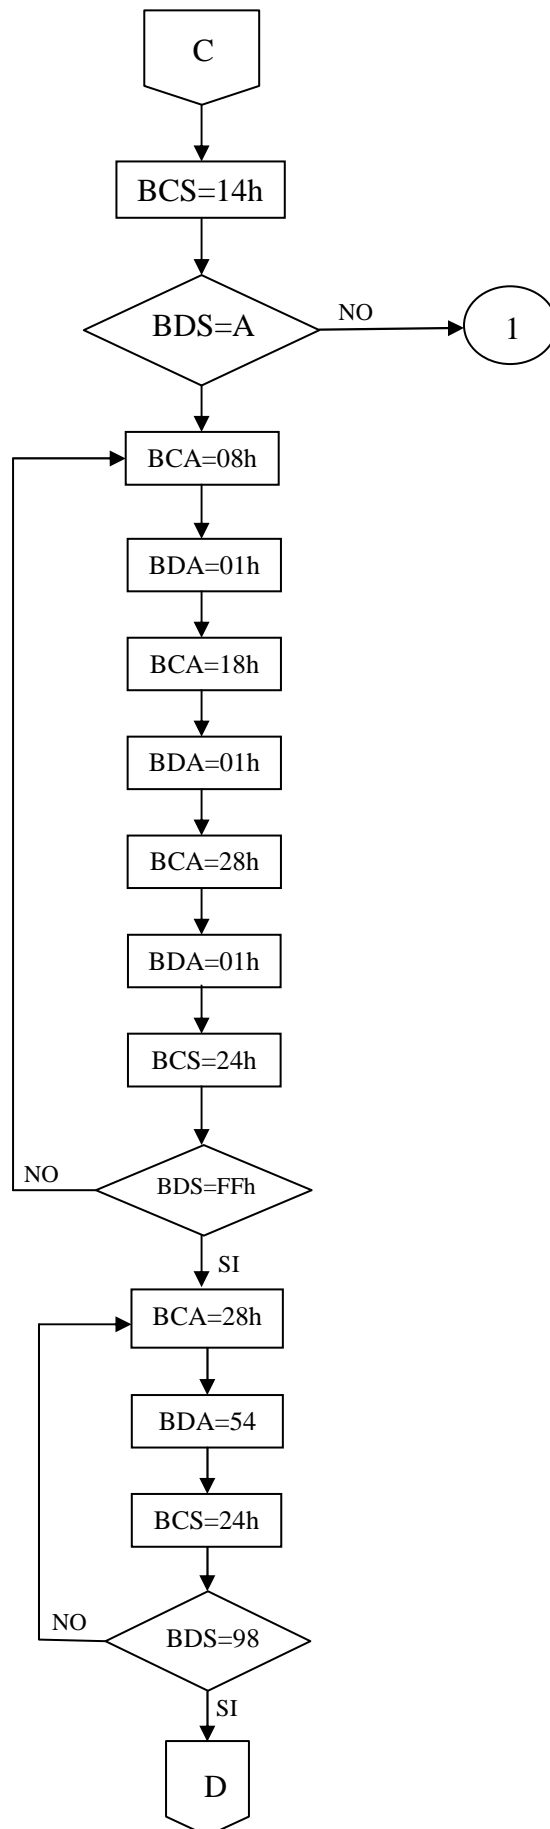 C
BCS=14h
BDS=A
NO
1
BCA=08h
BDA=01h
BCA=18h
BDA=01h
BCA=28h
BDA=01h
BCS=24h
BDS=FFh
NO
SI
BCA=28h
BDA=54
BCS=24h
BDS=98
NO
SI
D